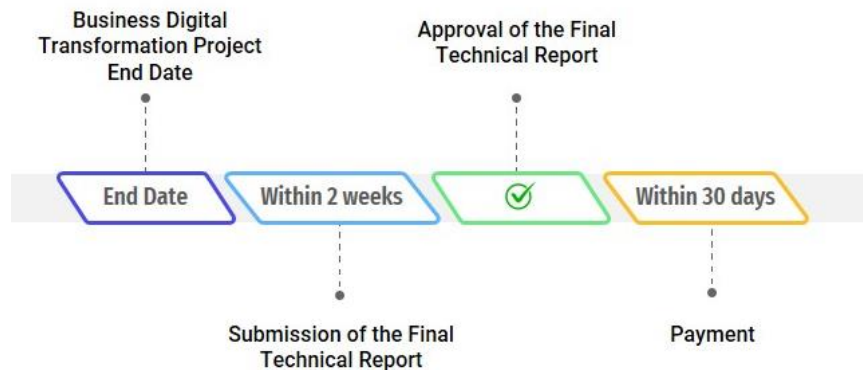 Business Digital
Transformation Project
End Date
Approval of the Final
Technical Report
End Date
Within 2 weeks
Within 30 days
Submission of the Final
Technical Report
Payment